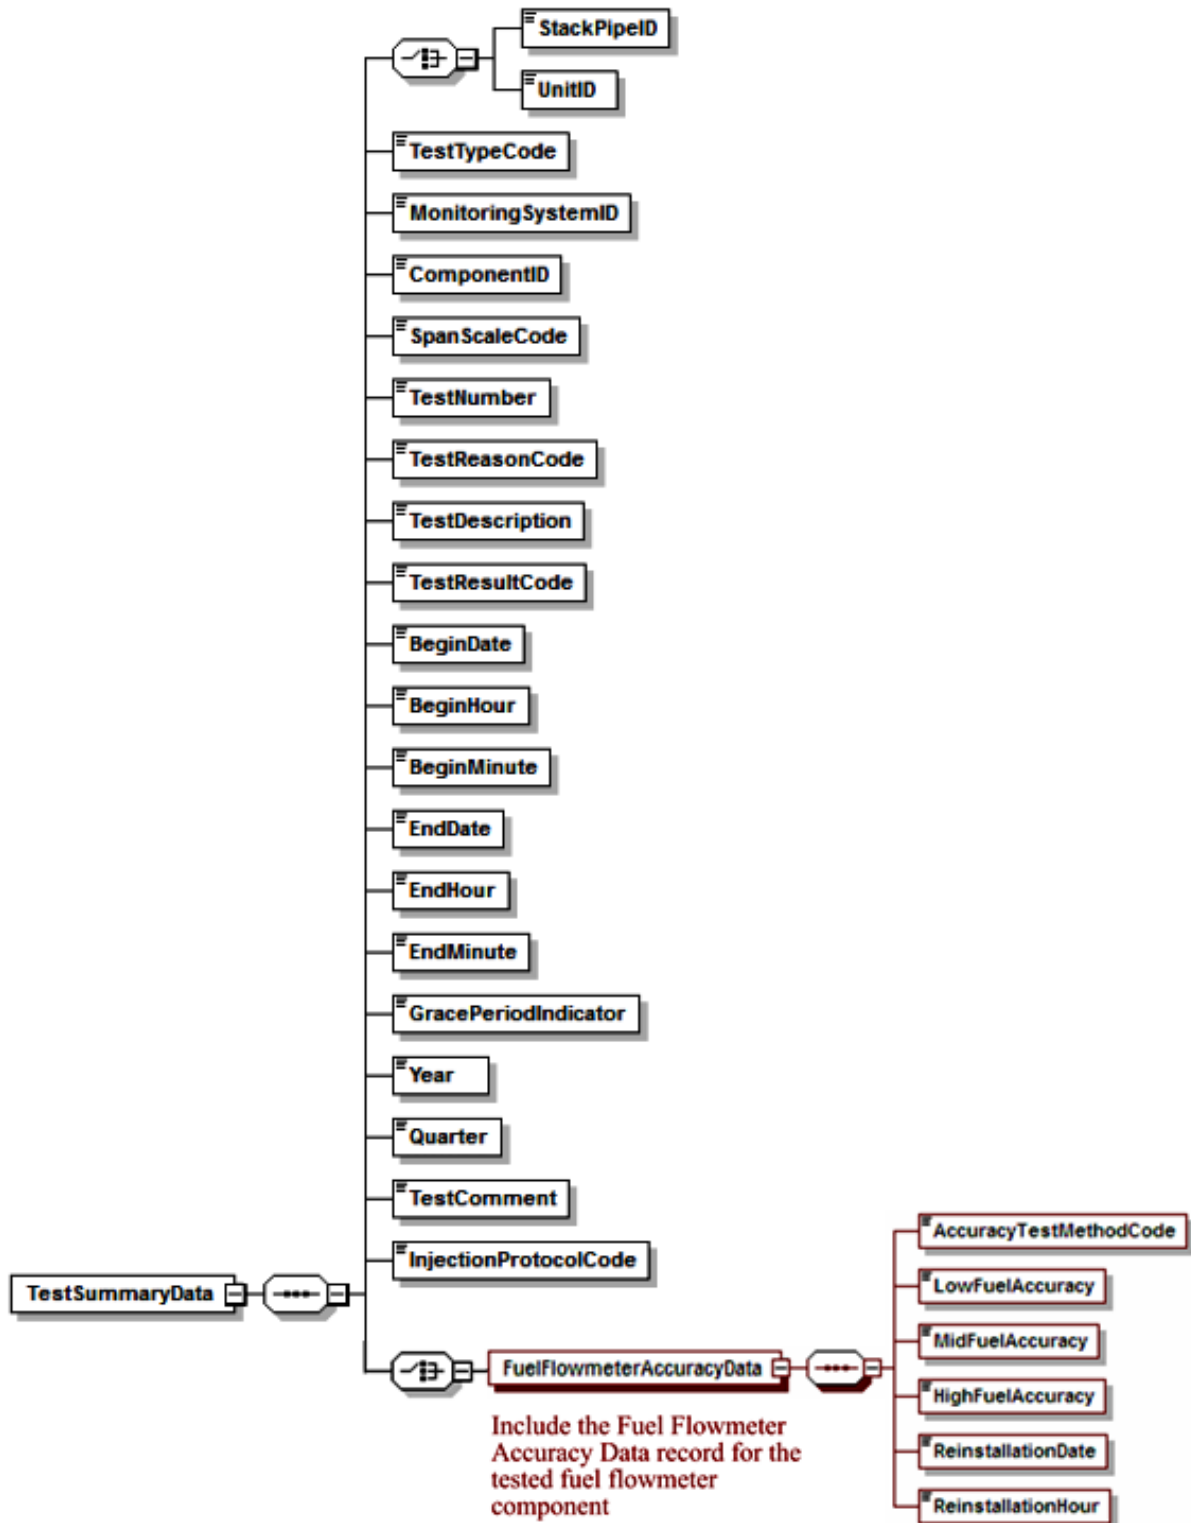 StackPipeID
UnitID
TestTypeCode
MonitoringSystemID
ComponentID
SpanScaleCode
TestNumber
TestReasonCode
TestDescription
TestResultCode
BeginDate
BeginHour
BeginMinute
EndDate
EndHour
EndMinute
GracePeriodIndicator
Year
Quarter
TestComment
InjectionProtocolCode
TestSummaryData
FuelFlowmeterAccuracyData
Include the Fuel Flowmeter
Accuracy Data record for the
tested fuel flowmeter
component
AccuracyTestMethodCode
LowFuelAccuracy
MidFuelAccuracy
HighFuelAccuracy
ReinstallationDate
ReinstallationHour